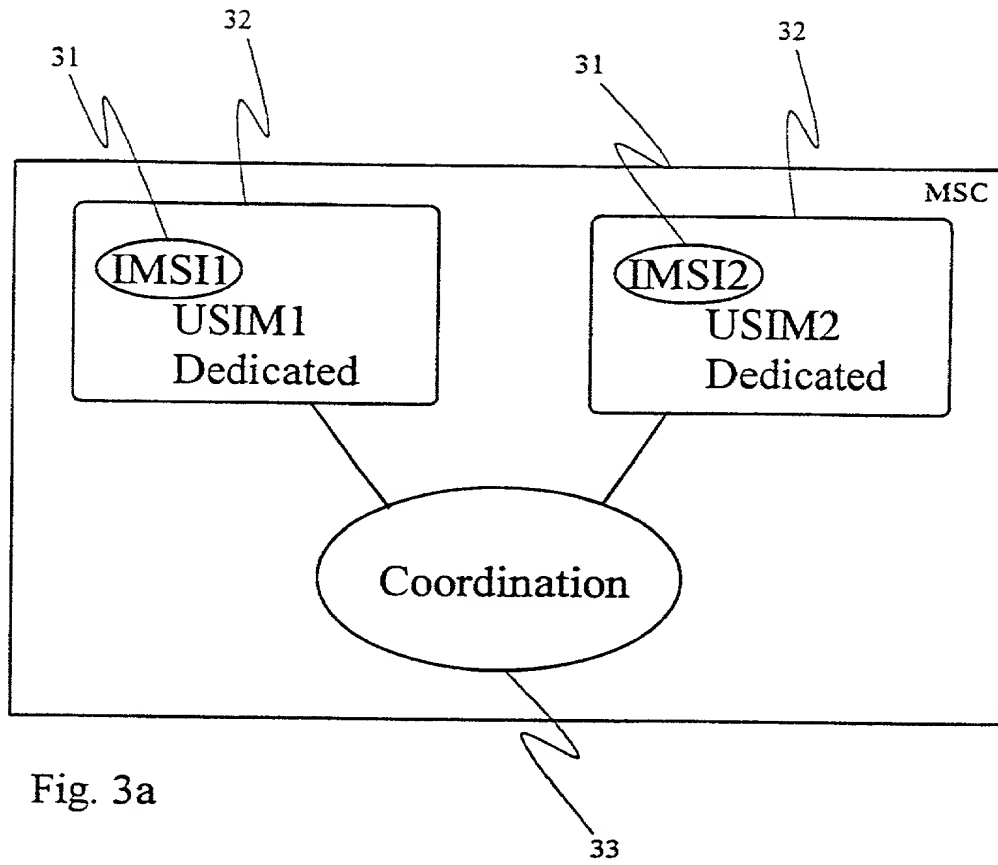 31
32
31
32
MSC
IMSI1
USIM1
Dedicated
IMSI2
USIM2
Dedicated
Coordination
Fig. 3a
33